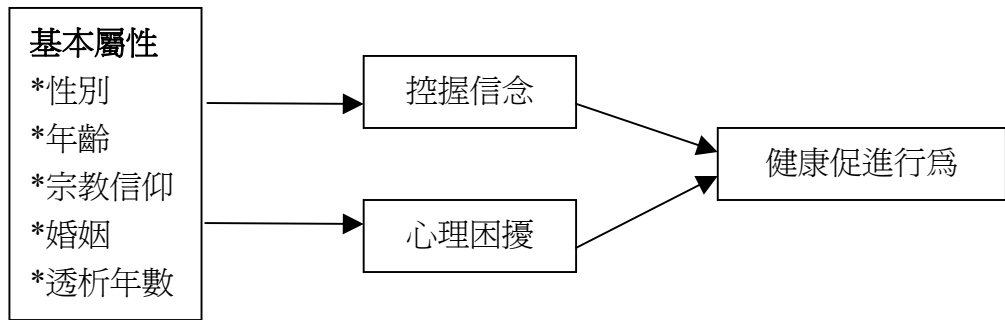 基本屬性
*性別
*年齡
*宗教信仰
*婚姻
*透析年數
控握信念
心理困擾
健康促進行為